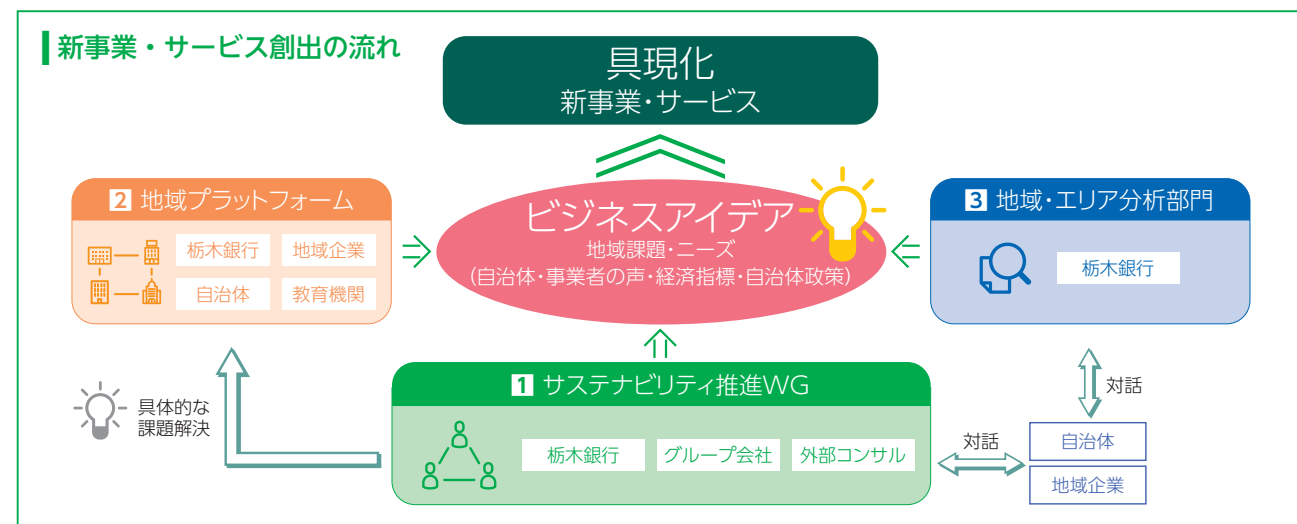 新事業・サービス創出の流れ
具現化
新事業・サービス
2 地域プラットフォーム
栃木銀行
地域企業
自治体
教育機関
ビジネスアイデア
地域課題・ニーズ
(自治体・事業者の声・経済指標・自治体政策)
3 地域・エリア分析部門
栃木銀行
具体的な
課題解決
1 サステナビリティ推進WG
栃木銀行
グループ会社
外部コンサル
対話
対話
自治体
地域企業